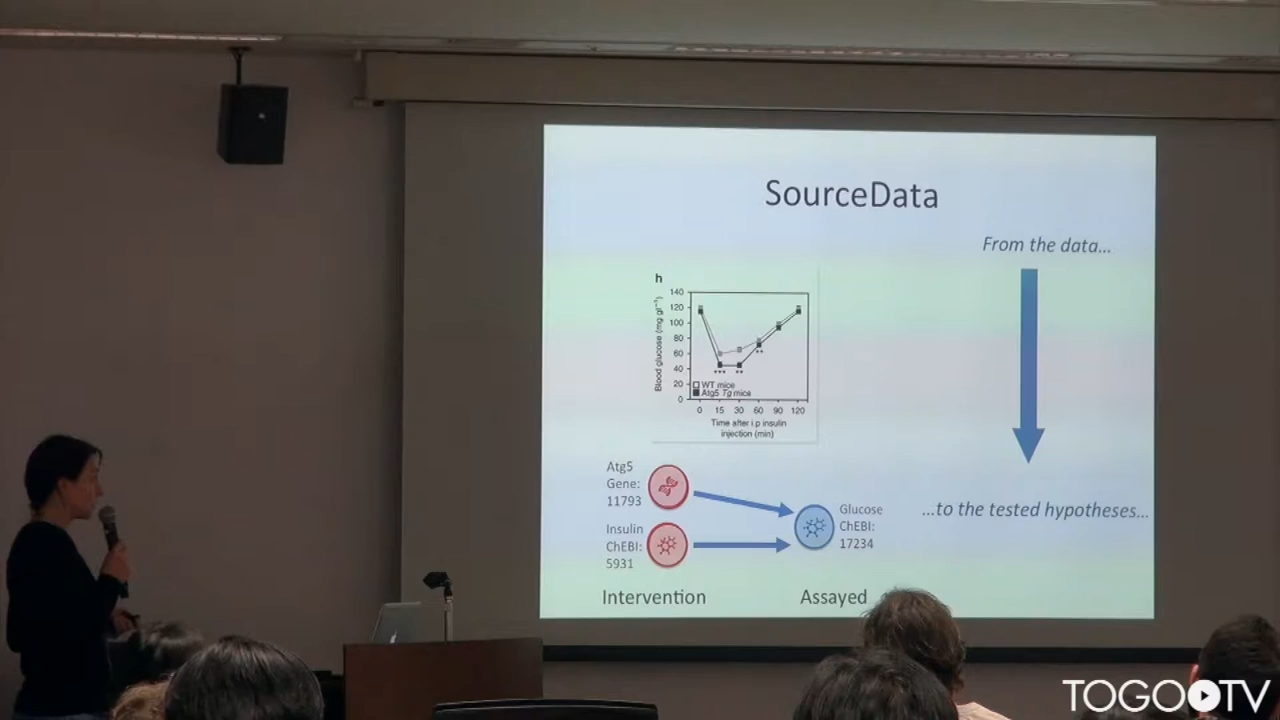 SourceData
From the data...
h
Blood glucose (mg gl⁻¹)
140
120
100
80
60
40
20
0
***
**
**
WT mice
Atg5 Tg mice
0 15 30 60 90 120
Time after i.p insulin
injection (min)
Atg5
Gene:
11793
Insulin
ChEBI:
5931
Glucose
ChEBI:
17234
...to the tested hypotheses...
Intervention
Assayed
TOGOTV